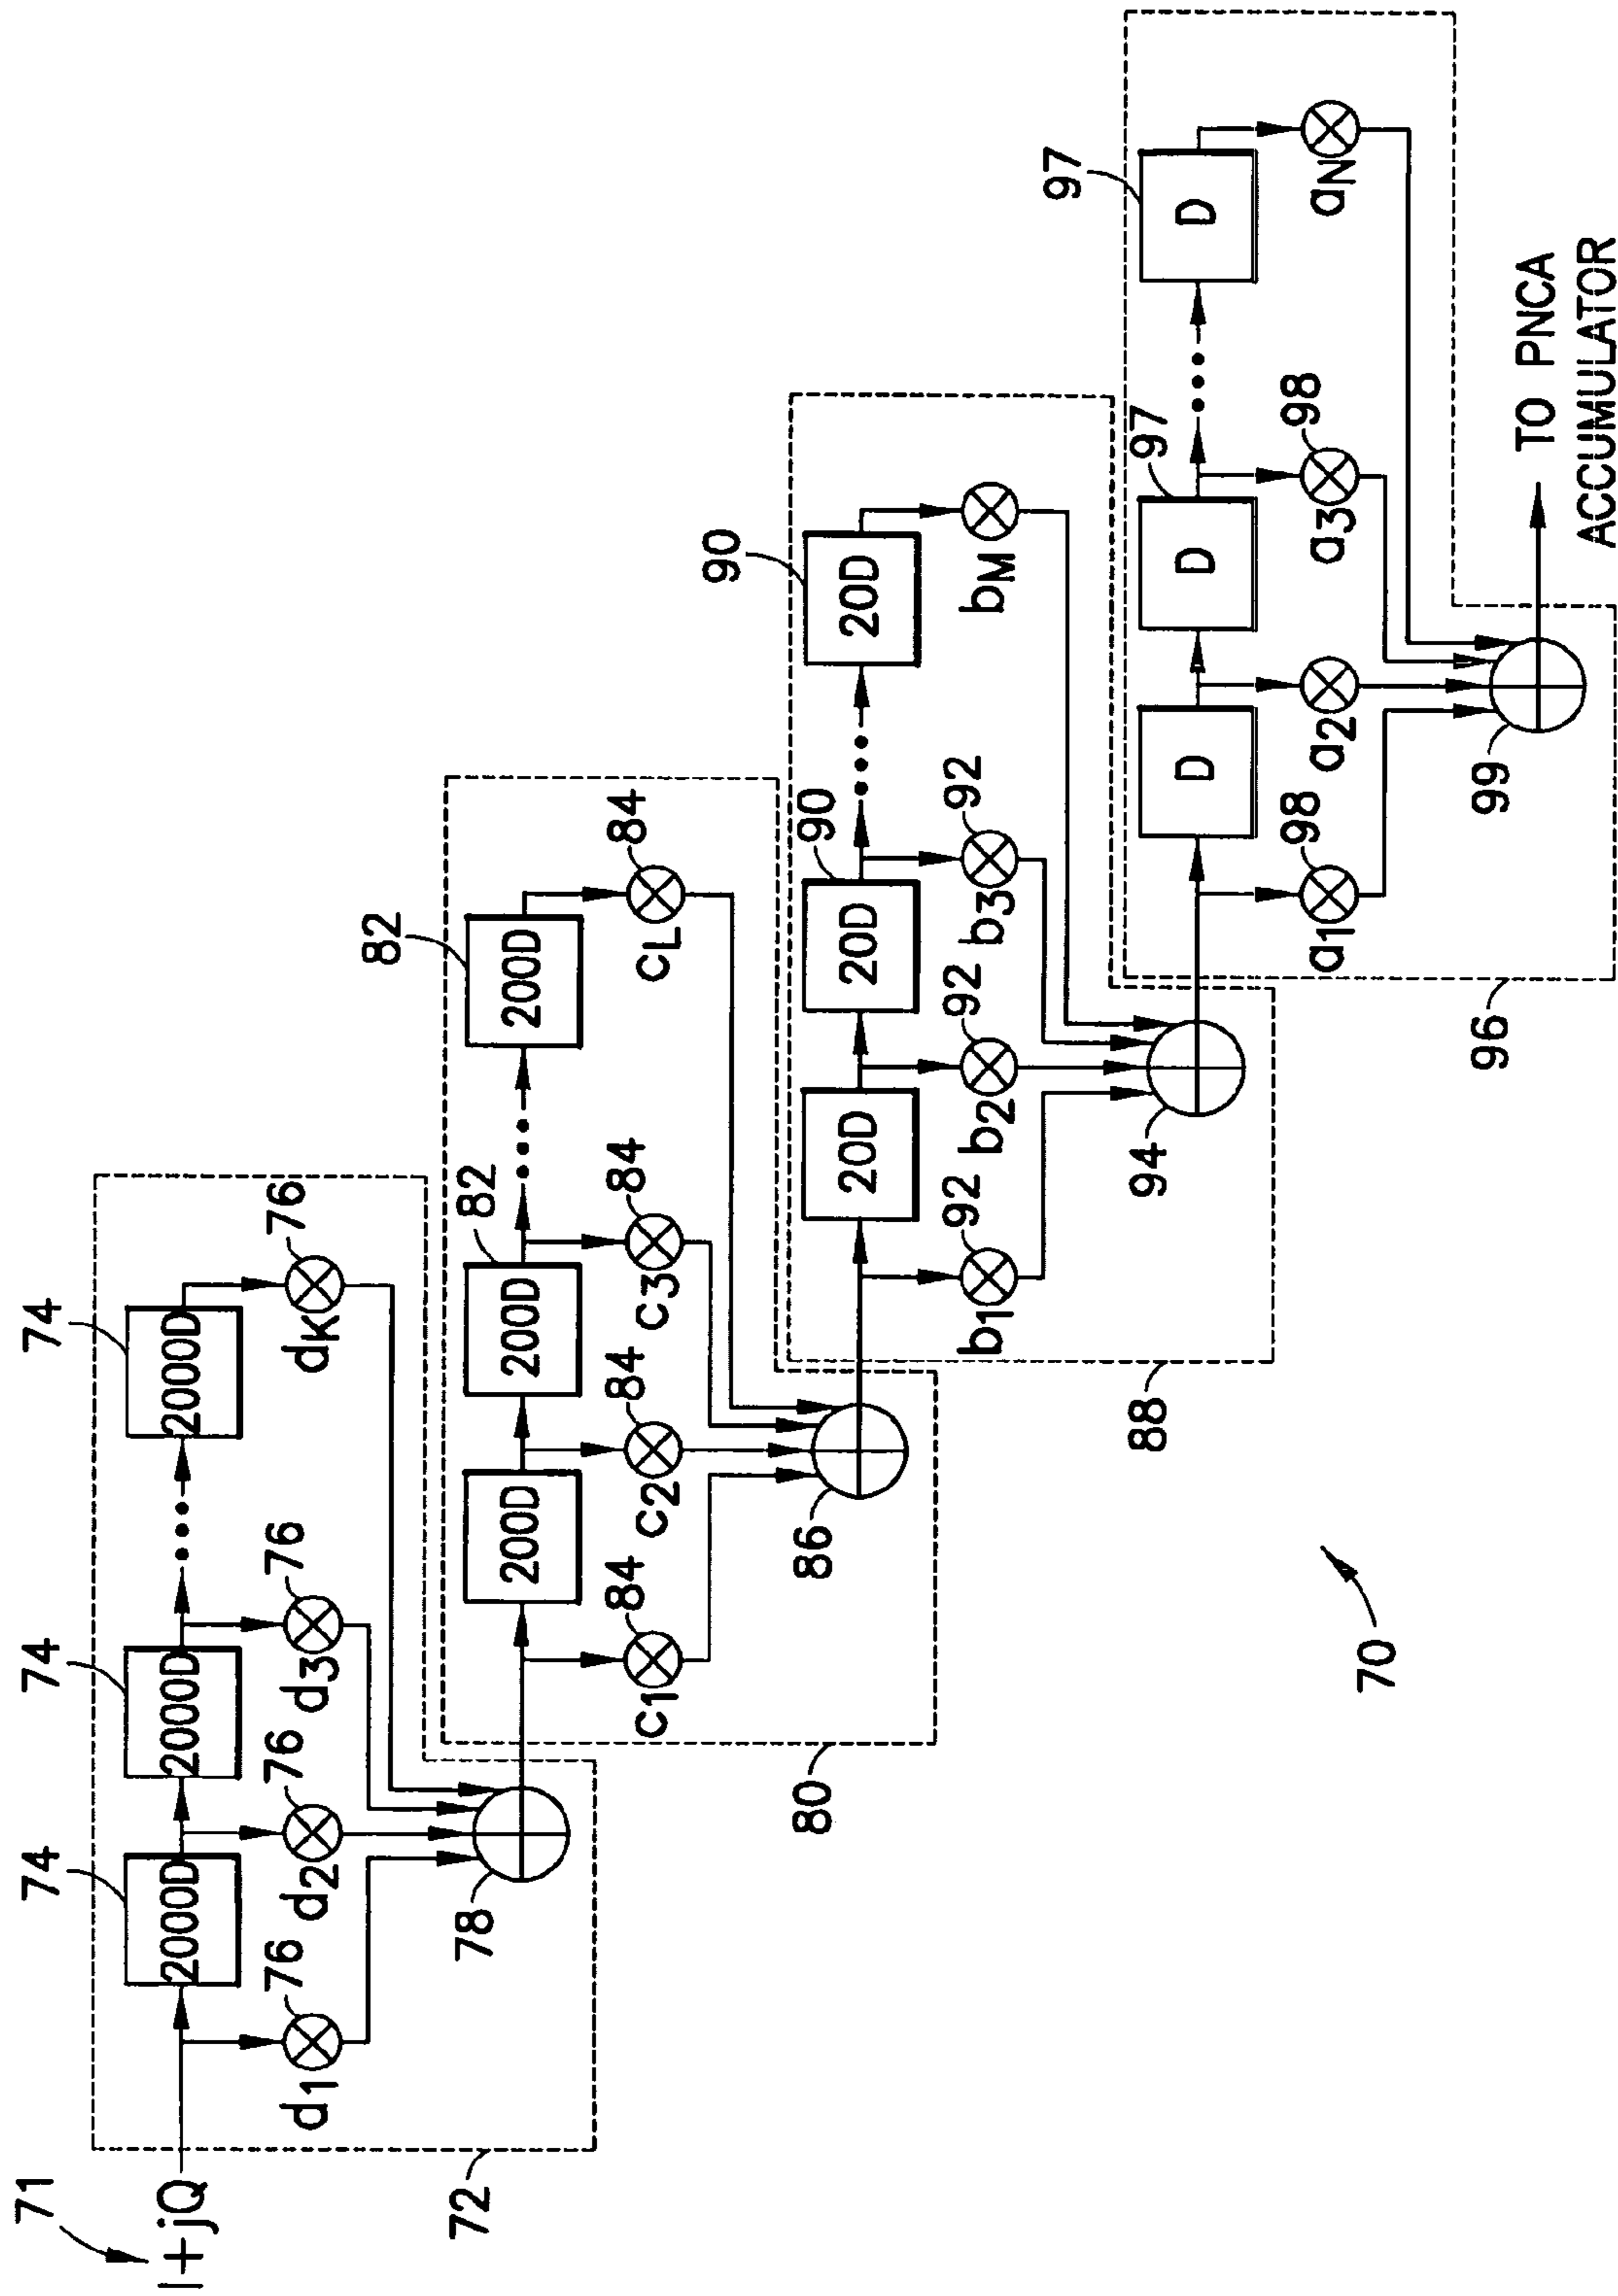 71
I+jQ
74
74
74
2000D
2000D
2000D
76
76
76
76
d1
d2
d3
dK
72
78
82
82
200D
200D
200D
84
84
84
84
c1
c2
c3
cL
80
86
90
90
20D
20D
20D
92
92
92
b1
b2
b3
bM
88
94
97
97
D
D
D
98
98
a1
a2
a3
aN
96
99
TO PNCA
ACCUMULATOR
70